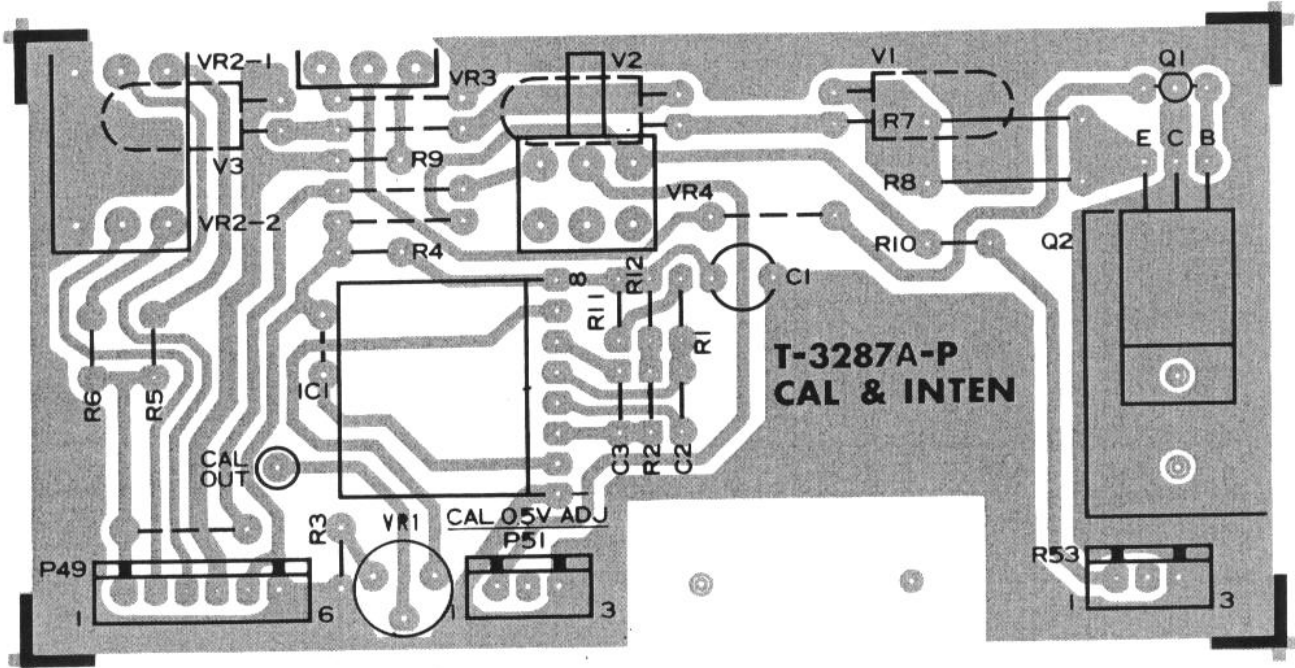 VR2-1
VR3
V2
V1
Q1
R7
E C B
V3
R9
R8
VR4
VR2-2
R4
R10
Q2
8
R12
C1
R11
R1
T-3287A-P
CAL & INTEN
IC1
R6
R5
CAL
OUT
C3
R2
C2
R3
VR1
CAL 0.5V ADJ
P51
P49
R53
1
6
1
3
1
3